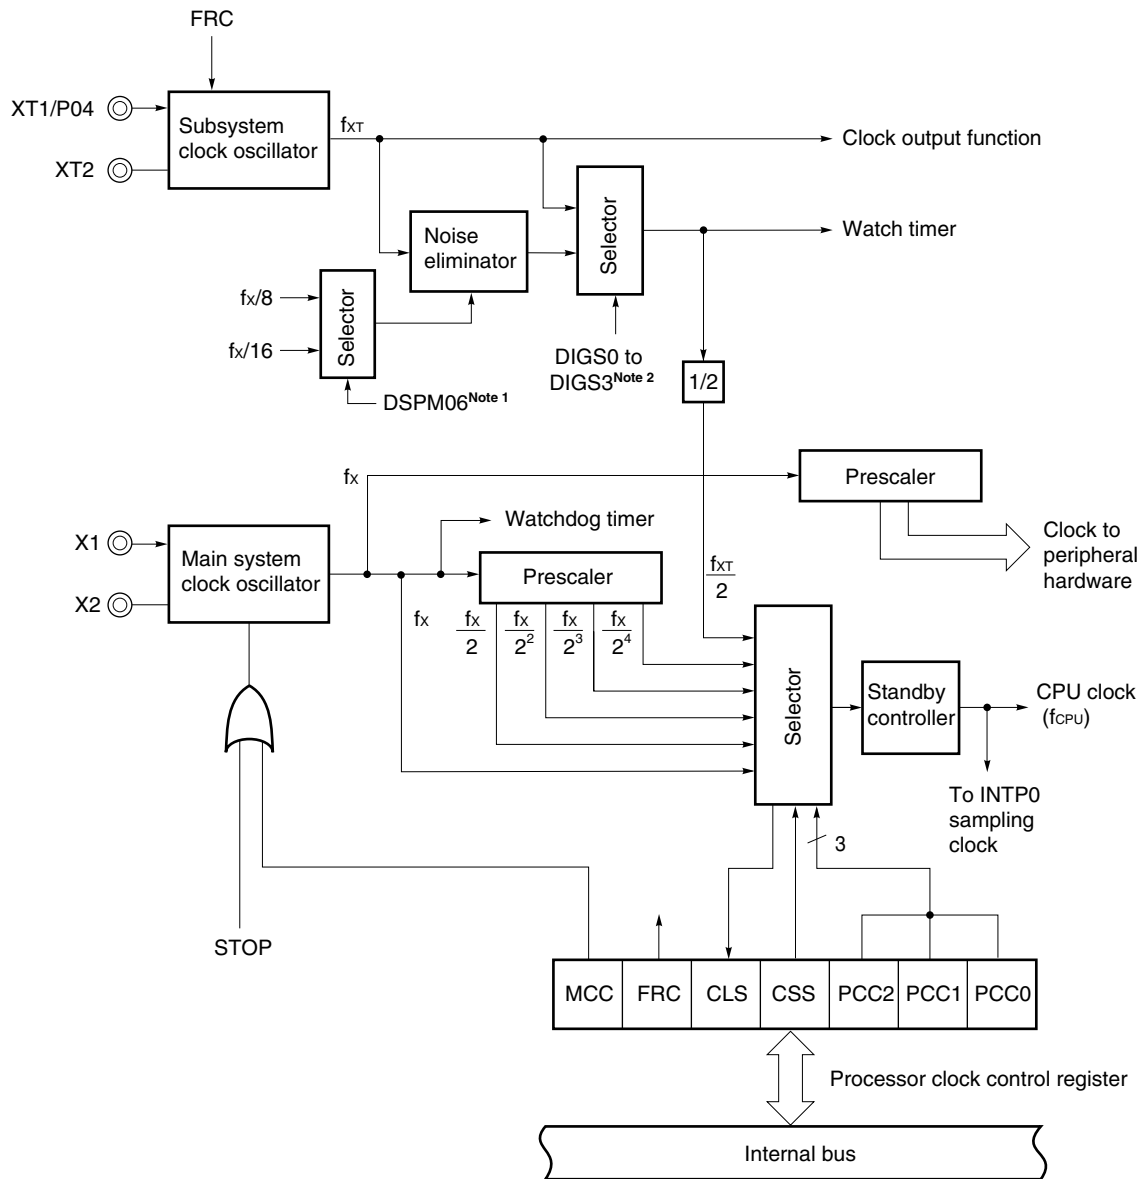 FRC
XT1/P04
XT2
Subsystem
clock oscillator
fXT
Clock output function
Noise
eliminator
Selector
Watch timer
fX/8
fX/16
Selector
DSPM06Note 1
DIGS0 to
DIGS3Note 2
1/2
fX
Prescaler
Clock to
peripheral
hardware
X1
X2
Main system
clock oscillator
Watchdog timer
Prescaler
fX
fX/2
fX/2^2
fX/2^3
fX/2^4
fXT/2
Selector
Standby
controller
CPU clock
(fCPU)
To INTP0
sampling
clock
3
STOP
MCC FRC CLS CSS PCC2 PCC1 PCC0
Processor clock control register
Internal bus